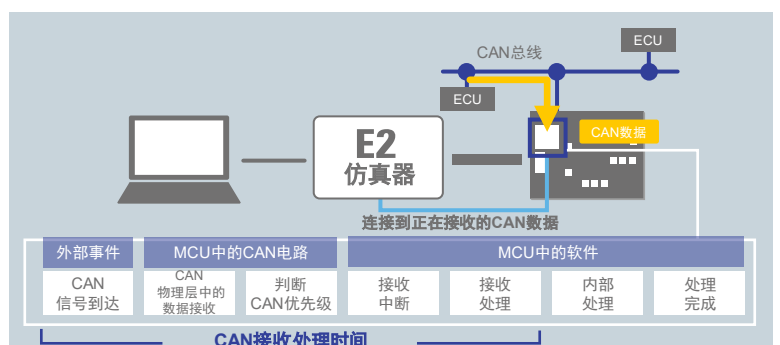 ECU
CAN总线
ECU
E2
仿真器
CAN数据
连接到正在接收的CAN数据
外部事件
MCU中的CAN电路
MCU中的软件
CAN
信号到达
CAN
物理层中的
数据接收
判断
CAN优先级
接收
中断
接收
处理
内部
处理
处理
完成
CAN接收处理时间